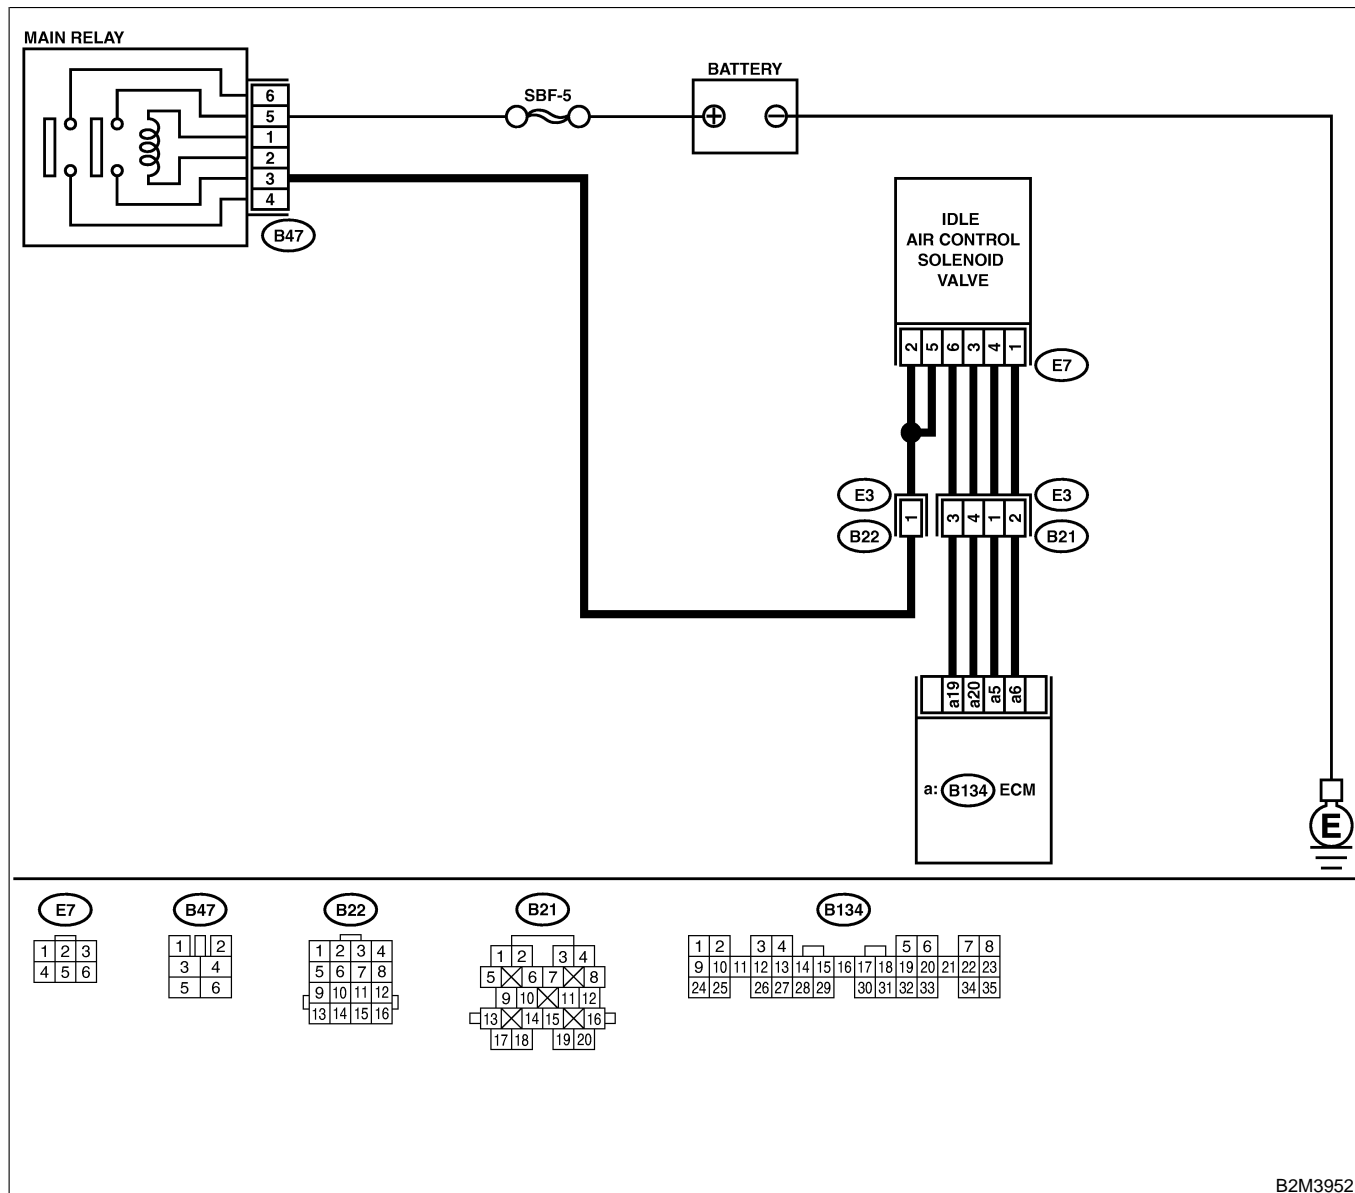 MAIN RELAY
6
5
1
2
3
4
B47
SBF-5
BATTERY
IDLE
AIR CONTROL
SOLENOID
VALVE
2 5 6 3 4 1
E7
E3
E3
1
3 4 1 2
B22
B21
a19 a20 a5 a6
a: B134 ECM
E
E7
1 2 3
4 5 6
B47
1 2
3 4
5 6
B22
1 2 3 4
5 6 7 8
9 10 11 12
13 14 15 16
B21
1 2 3 4
5 6 7 8
9 10 11 12
13 14 15 16
17 18 19 20
B134
1 2 3 4 5 6 7 8
9 10 11 12 13 14 15 16 17 18 19 20 21 22 23
24 25 26 27 28 29 30 31 32 33 34 35
B2M3952